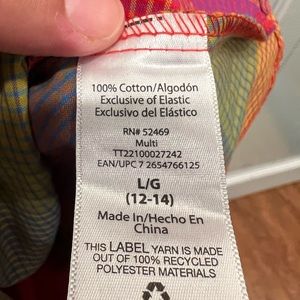 100% Cotton/Algodón
Exclusive of Elastic
Exclusivo del Elástico
RN# 52469
Multi
TT22100027242
EAN/UPC 7 2654766125
L/G
(12-14)
Made in/Hecho En
China
THIS LABEL YARN IS MADE
OUT OF 100% RECYCLED
POLYESTER MATERIALS